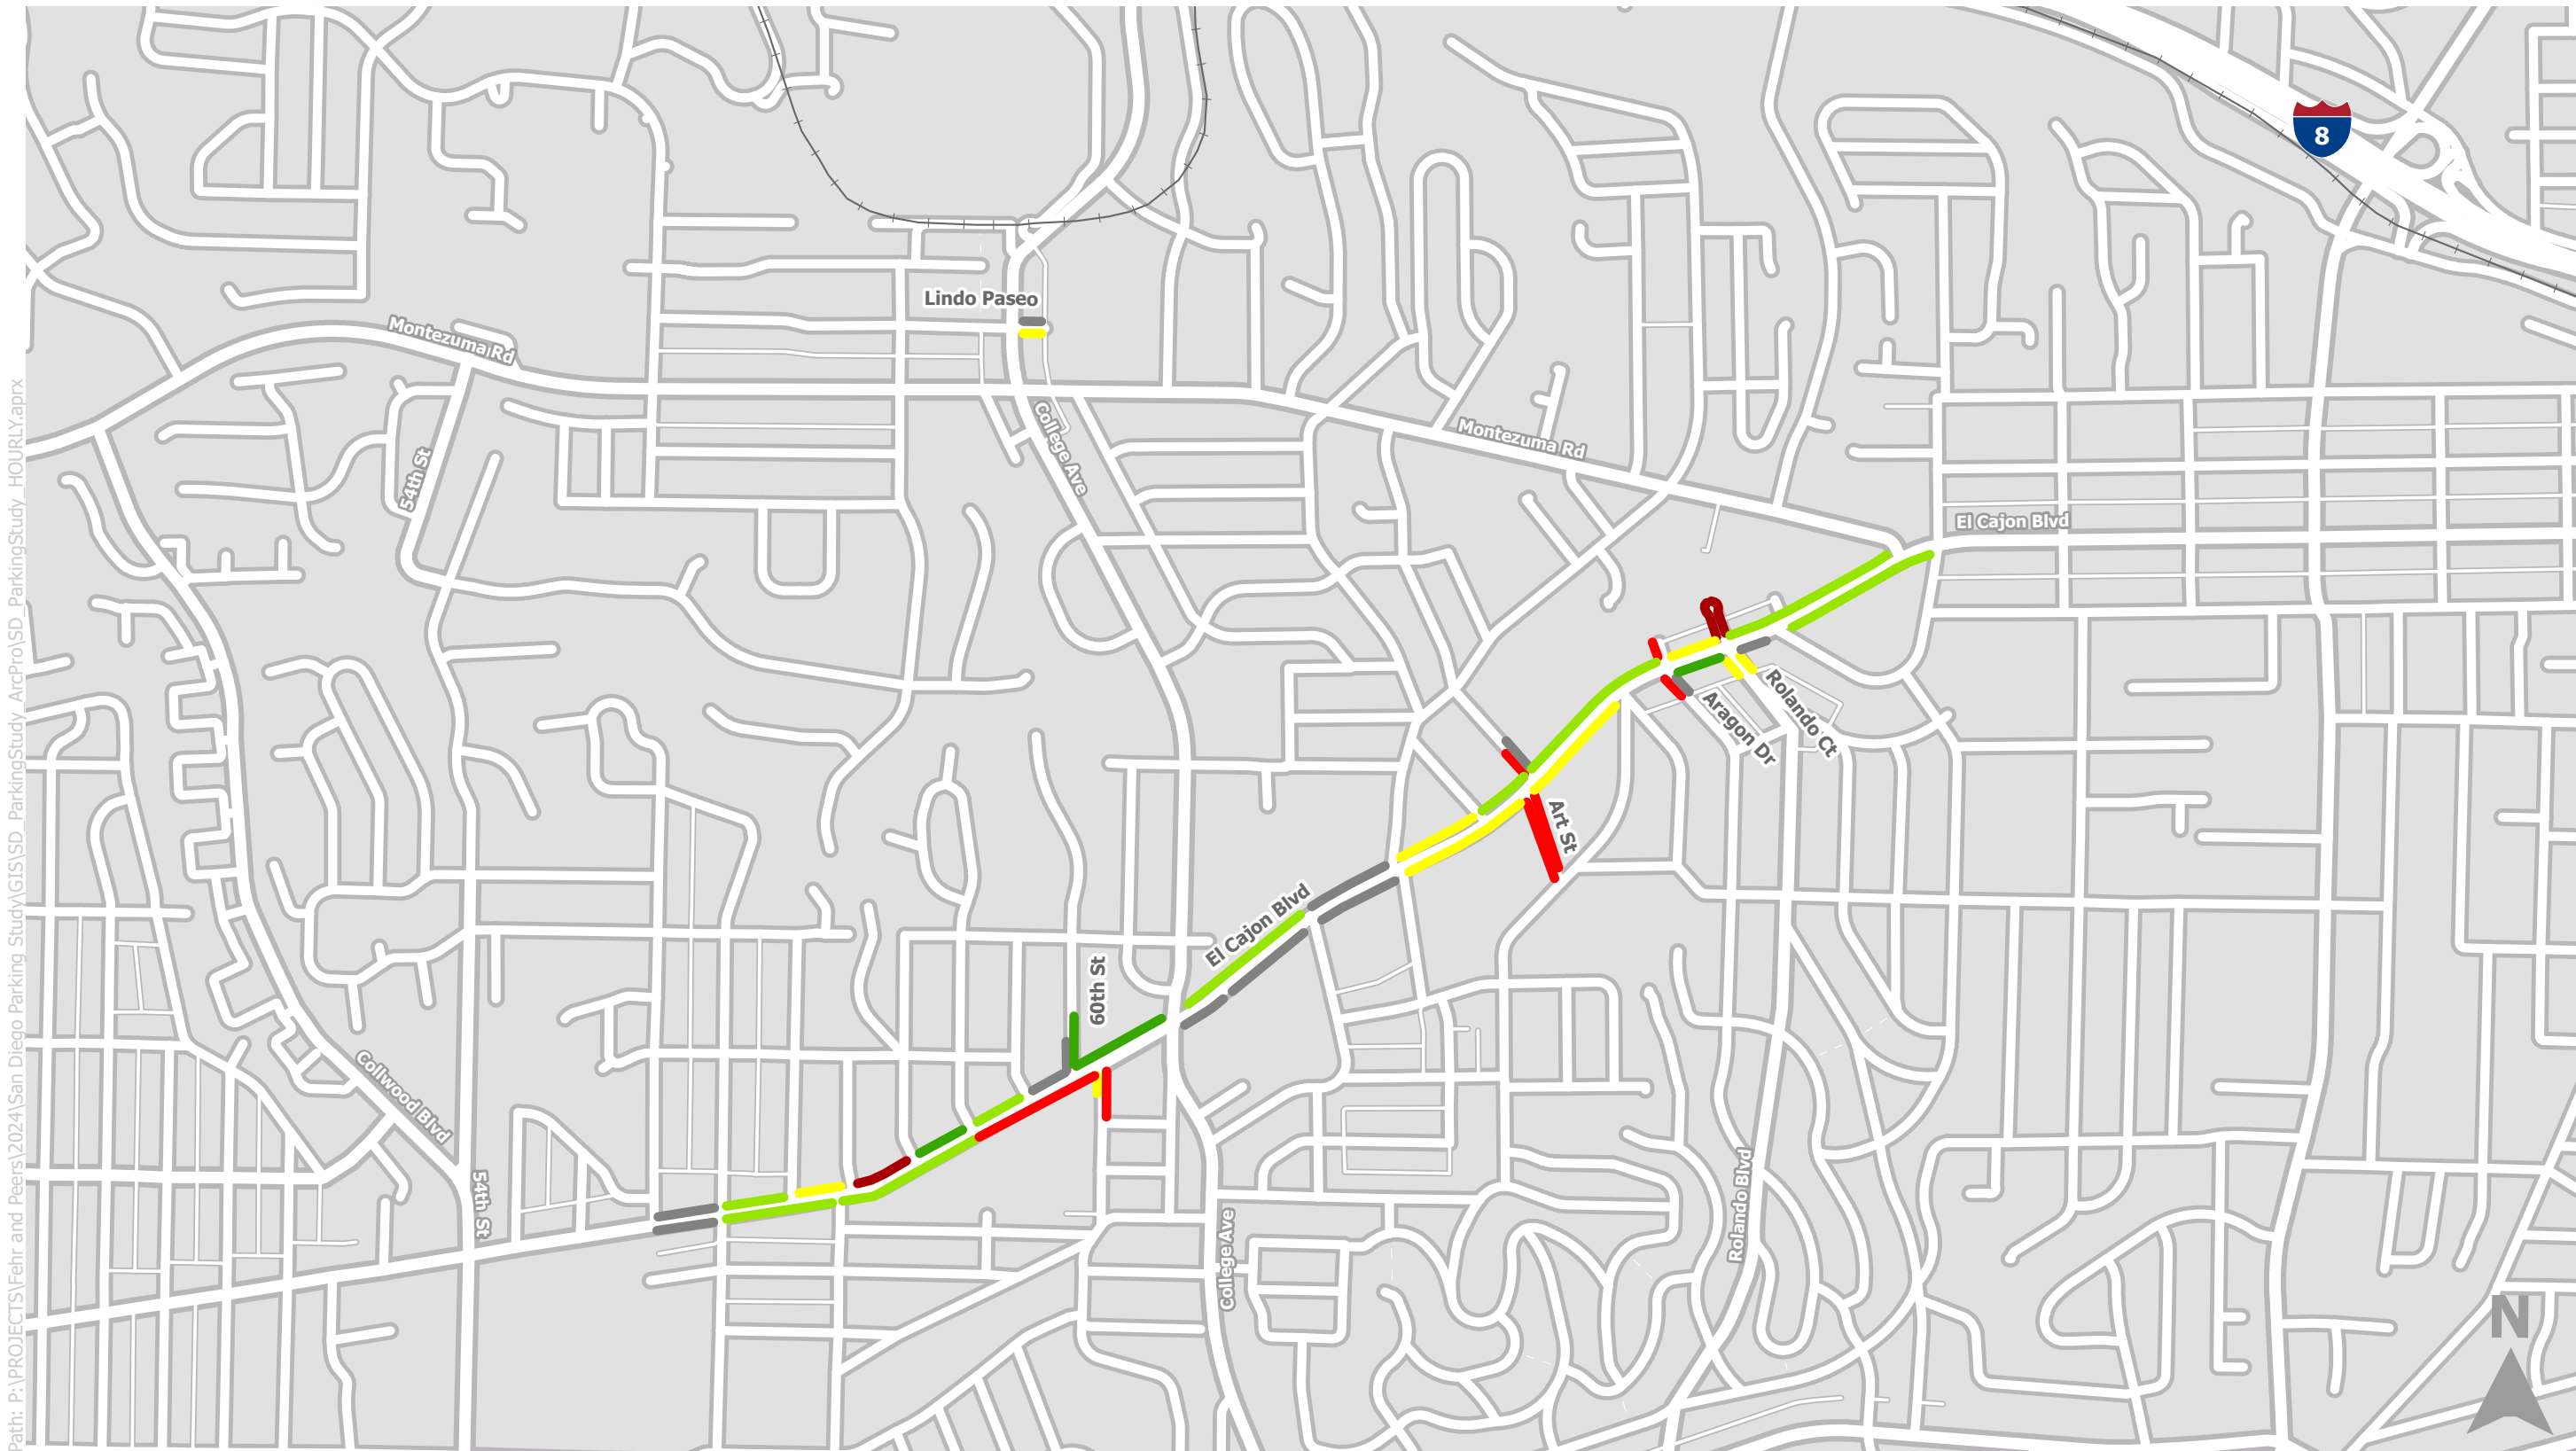 8
Lindo Paseo
Montezuma Rd
College Ave
Montezuma Rd
54th St
El Cajon Blvd
Rolando Ct
Aragon Dr
Art St
El Cajon Blvd
60th St
Collwood Blvd
54th St
College Ave
Rolando Blvd
N
Path: P:\PROJECTS\Fehr and Peers\2024\San Diego Parking Study\GIS\SD_ParkingStudy_ArcPro\SD_ParkingStudy_HOURLY.aprx